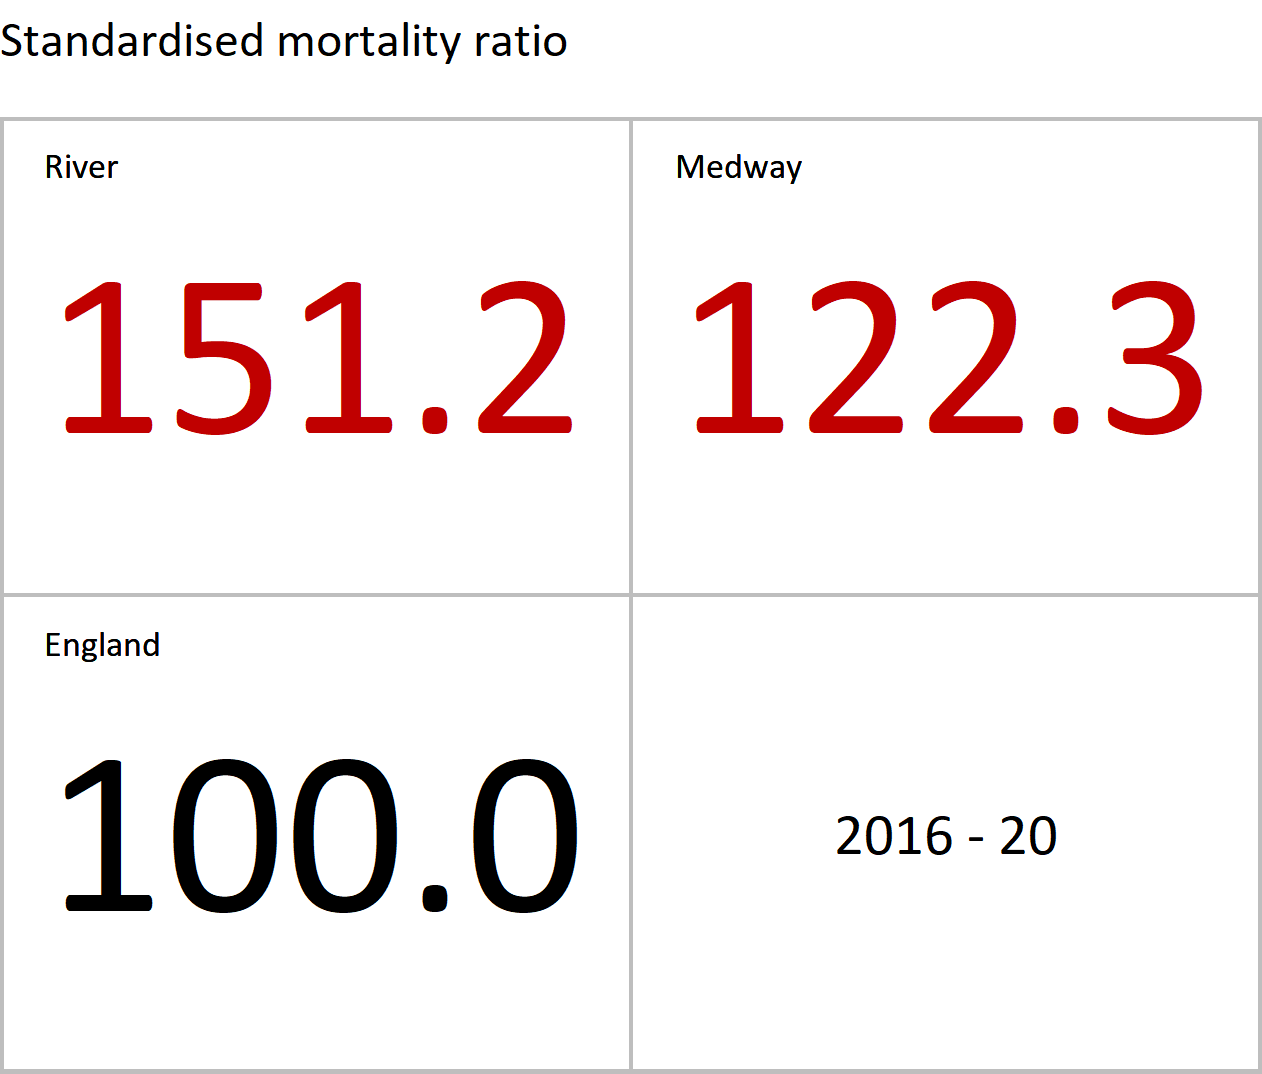 Standardised mortality ratio
River
151.2
Medway
122.3
England
100.0
2016 - 20